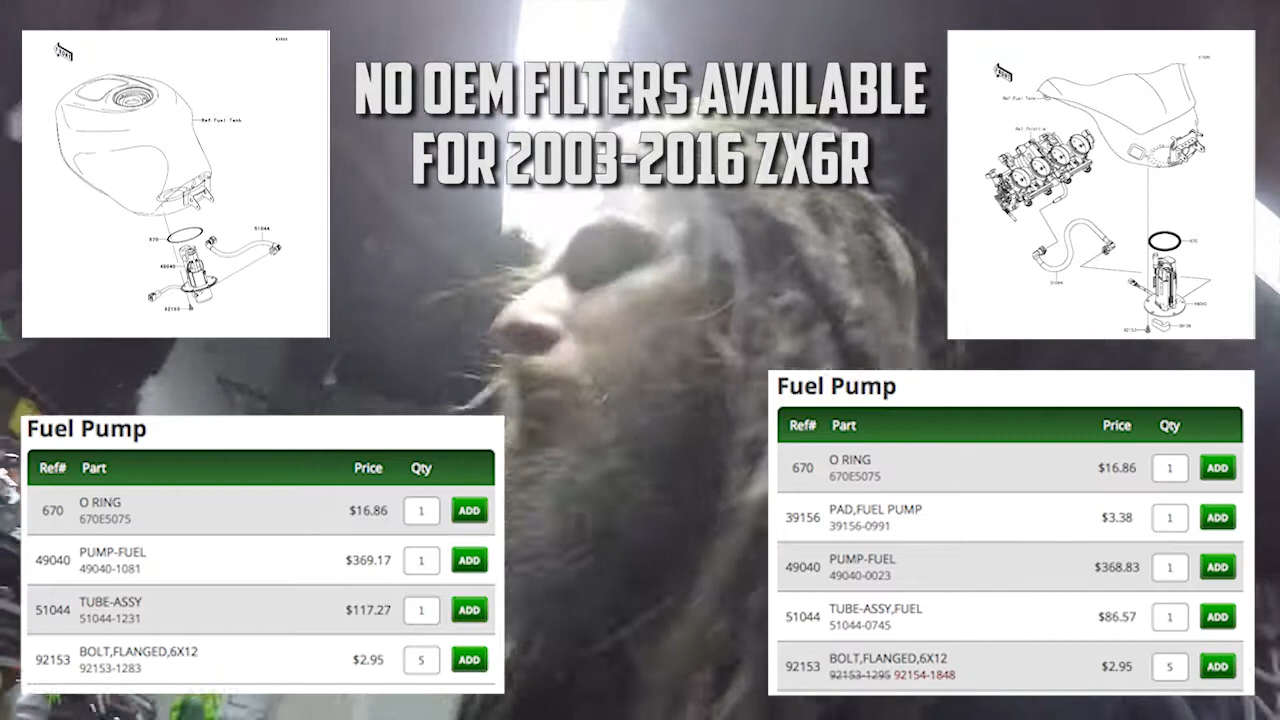 NO OEM FILTERS AVAILABLE
FOR 2003-2016 ZX6R
Ref.Fuel Tank
670
51044
49040
92153
Ref.Fuel Tank
Ref.Throttle
670
51044
49040
92153
39156
Fuel Pump
Ref# Part Price Qty
670 O RING $16.86 1 ADD
670E5075
49040 PUMP-FUEL $369.17 1 ADD
49040-1081
51044 TUBE-ASSY $117.27 1 ADD
51044-1231
92153 BOLT,FLANGED,6X12 $2.95 5 ADD
92153-1283
Fuel Pump
Ref# Part Price Qty
670 O RING $16.86 1 ADD
670E5075
39156 PAD,FUEL PUMP $3.38 1 ADD
39156-0991
49040 PUMP-FUEL $368.83 1 ADD
49040-0023
51044 TUBE-ASSY,FUEL $86.57 1 ADD
51044-0745
92153 BOLT,FLANGED,6X12 $2.95 5 ADD
92153-1295 92154-1848